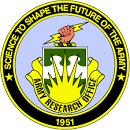 SCIENCE TO SHAPE THE FUTURE OF THE ARMY
ARMY RESEARCH OFFICE
1951